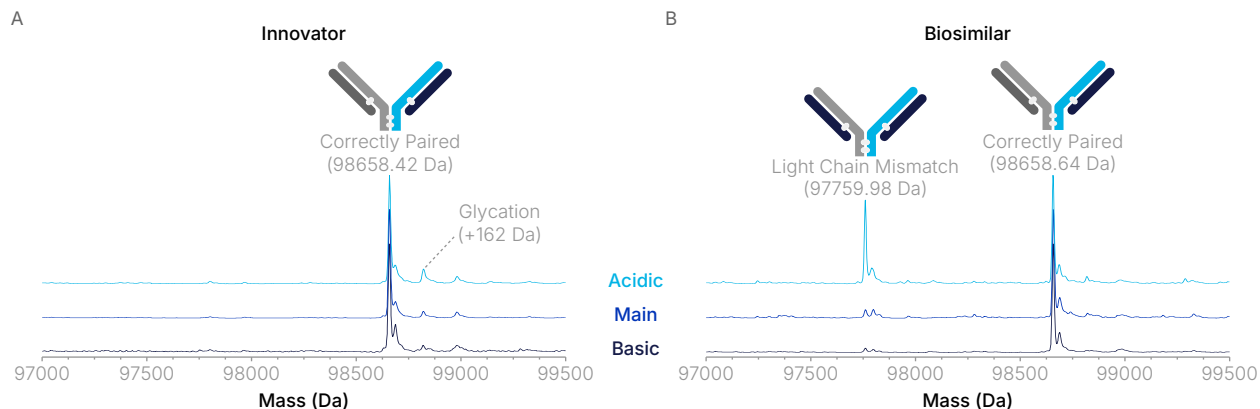 A
Innovator
Correctly Paired
(98658.42 Da)
Glycation
(+162 Da)
97000 97500 98000 98500 99000 99500
Mass (Da)
Acidic
Main
Basic
B
Biosimilar
Light Chain Mismatch
(97759.98 Da)
Correctly Paired
(98658.64 Da)
97000 97500 98000 98500 99000 99500
Mass (Da)